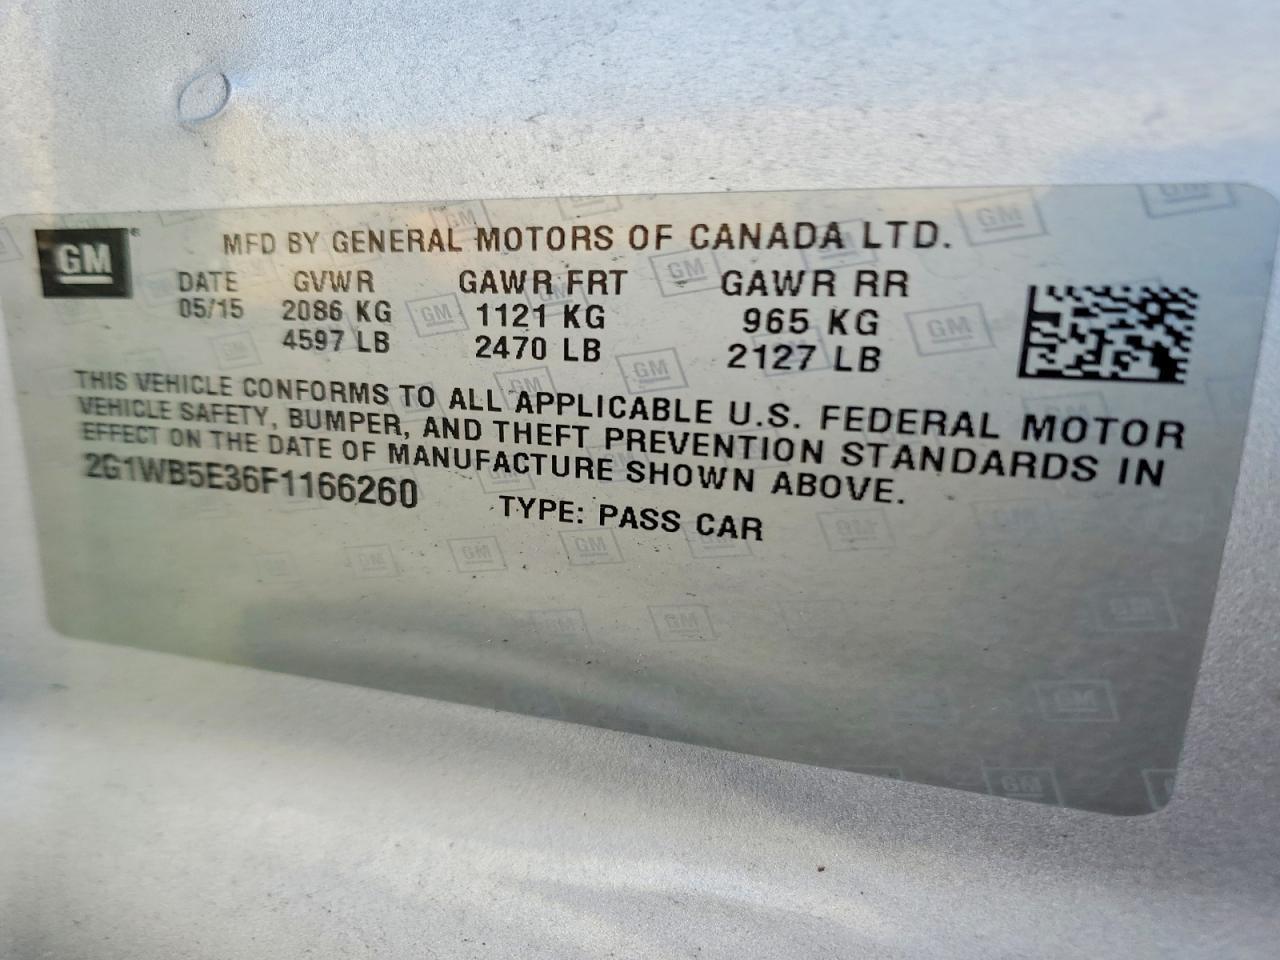 GM
MFD BY GENERAL MOTORS OF CANADA LTD.
DATE GVWR GAWR FRT GAWR RR
05/15 2086 KG 1121 KG 965 KG
4597 LB 2470 LB 2127 LB
THIS VEHICLE CONFORMS TO ALL APPLICABLE U.S. FEDERAL MOTOR
VEHICLE SAFETY, BUMPER, AND THEFT PREVENTION STANDARDS IN
EFFECT ON THE DATE OF MANUFACTURE SHOWN ABOVE.
2G1WB5E36F1166260 TYPE: PASS CAR